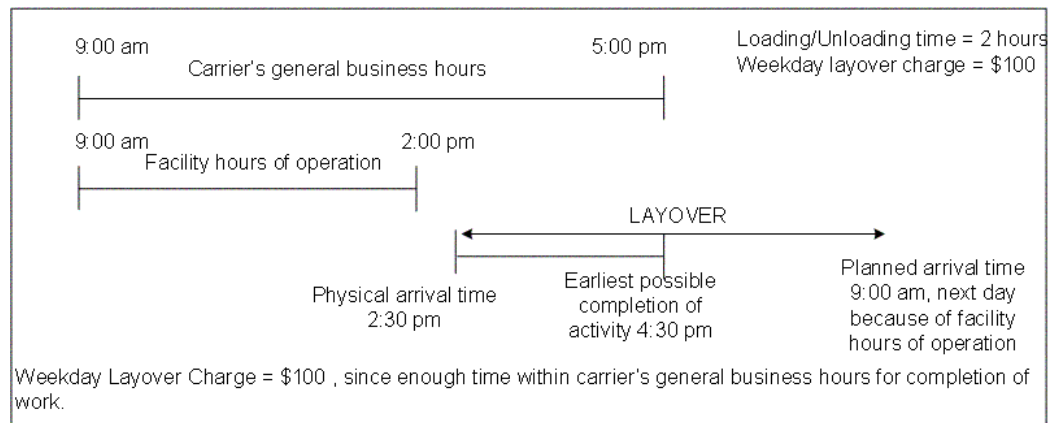 9:00 am
5:00 pm
Loading/Unloading time = 2 hours
Carrier's general business hours
Weekday layover charge = $100
9:00 am
2:00 pm
Facility hours of operation
LAYOVER
Physical arrival time
2:30 pm
Earliest possible
completion of
activity 4:30 pm
Planned arrival time
9:00 am, next day
because of facility
hours of operation
Weekday Layover Charge = $100 , since enough time within carrier's general business hours for completion of
work.